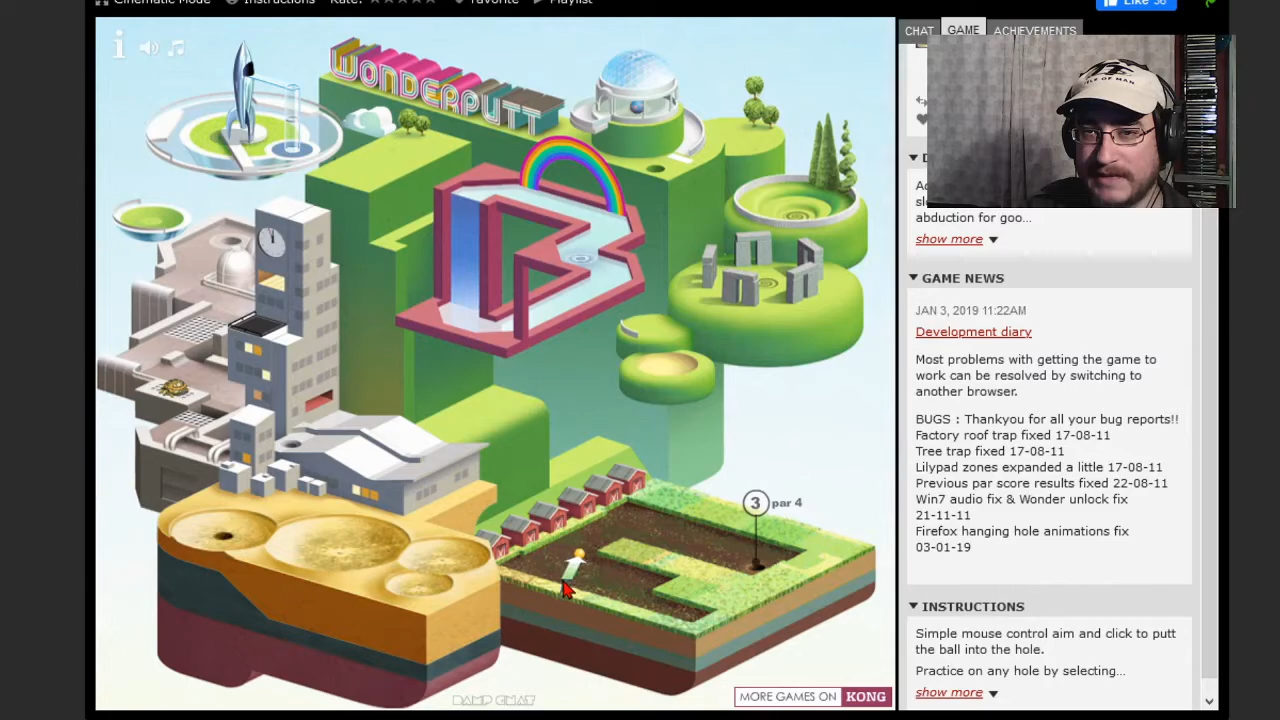 Cinematic Mode Instructions Rate: Favorite Playlist
Like 56
CHAT GAME ACHIEVEMENTS
WONDERPUTT
abduction for goo...
show more
GAME NEWS
JAN 3, 2019 11:22AM
Development diary
Most problems with getting the game to
work can be resolved by switching to
another browser.
BUGS : Thankyou for all your bug reports!!
Factory roof trap fixed 17-08-11
Tree trap fixed 17-08-11
Lilypad zones expanded a little 17-08-11
Previous par score results fixed 22-08-11
Win7 audio fix & Wonder unlock fix
21-11-11
Firefox hanging hole animations fix
03-01-19
3 par 4
INSTRUCTIONS
Simple mouse control aim and click to putt
the ball into the hole.
Practice on any hole by selecting...
show more
DAMP GNAT
MORE GAMES ON KONG